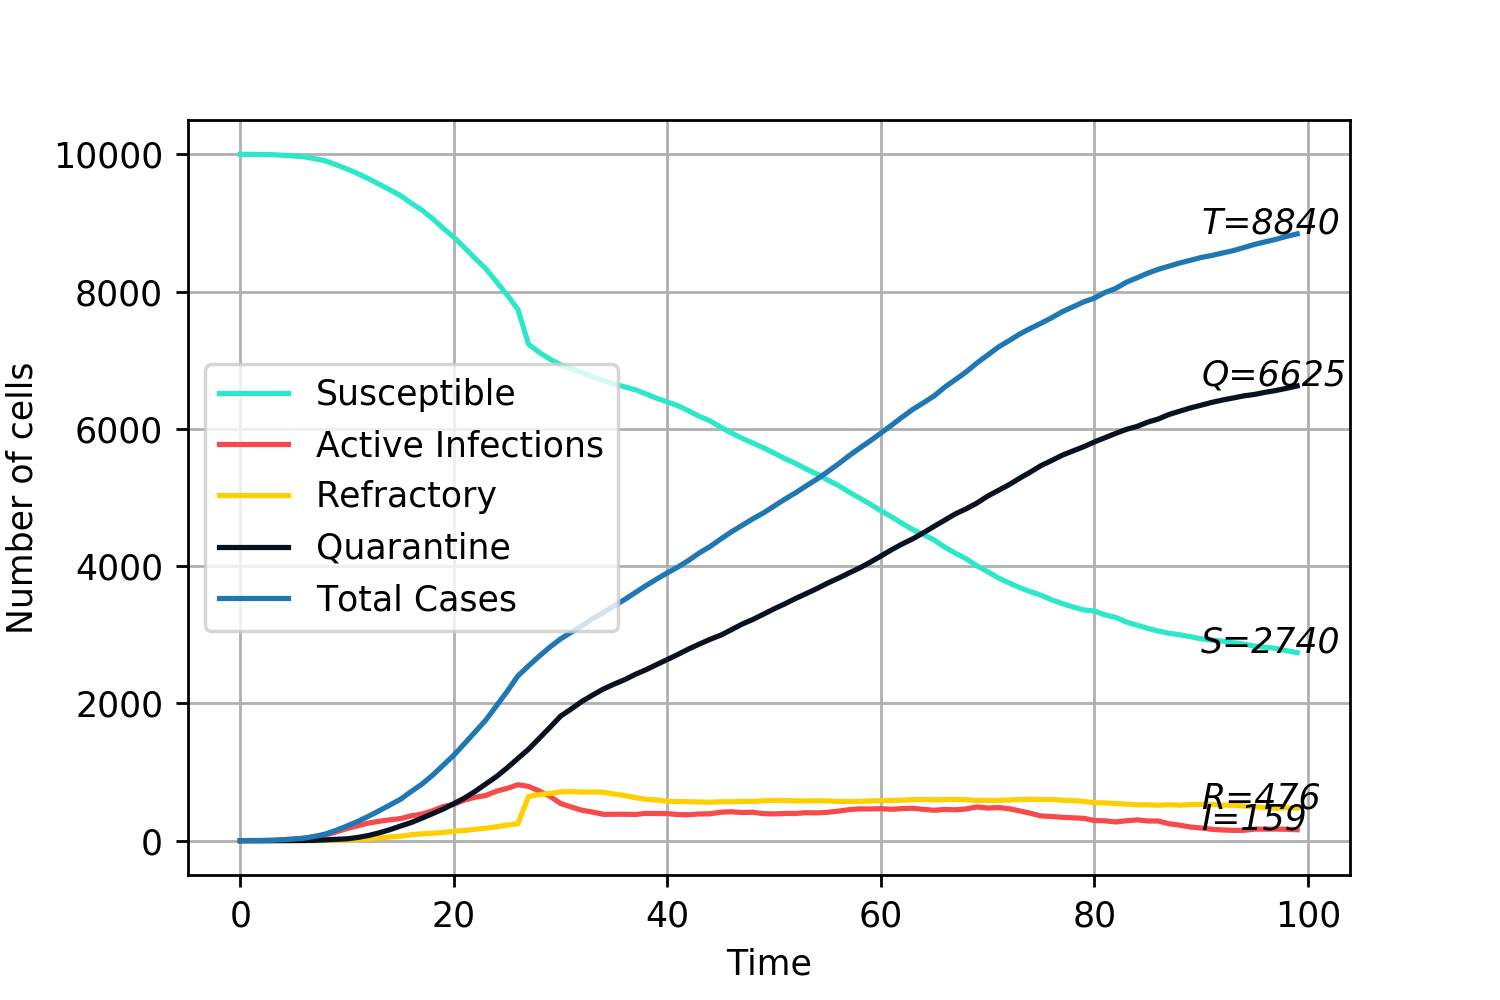 10000
8000
6000
4000
2000
0
Number of cells
Susceptible
Active Infections
Refractory
Quarantine
Total Cases
T=8840
Q=6625
S=2740
R=476
I=159
0 20 40 60 80 100
Time